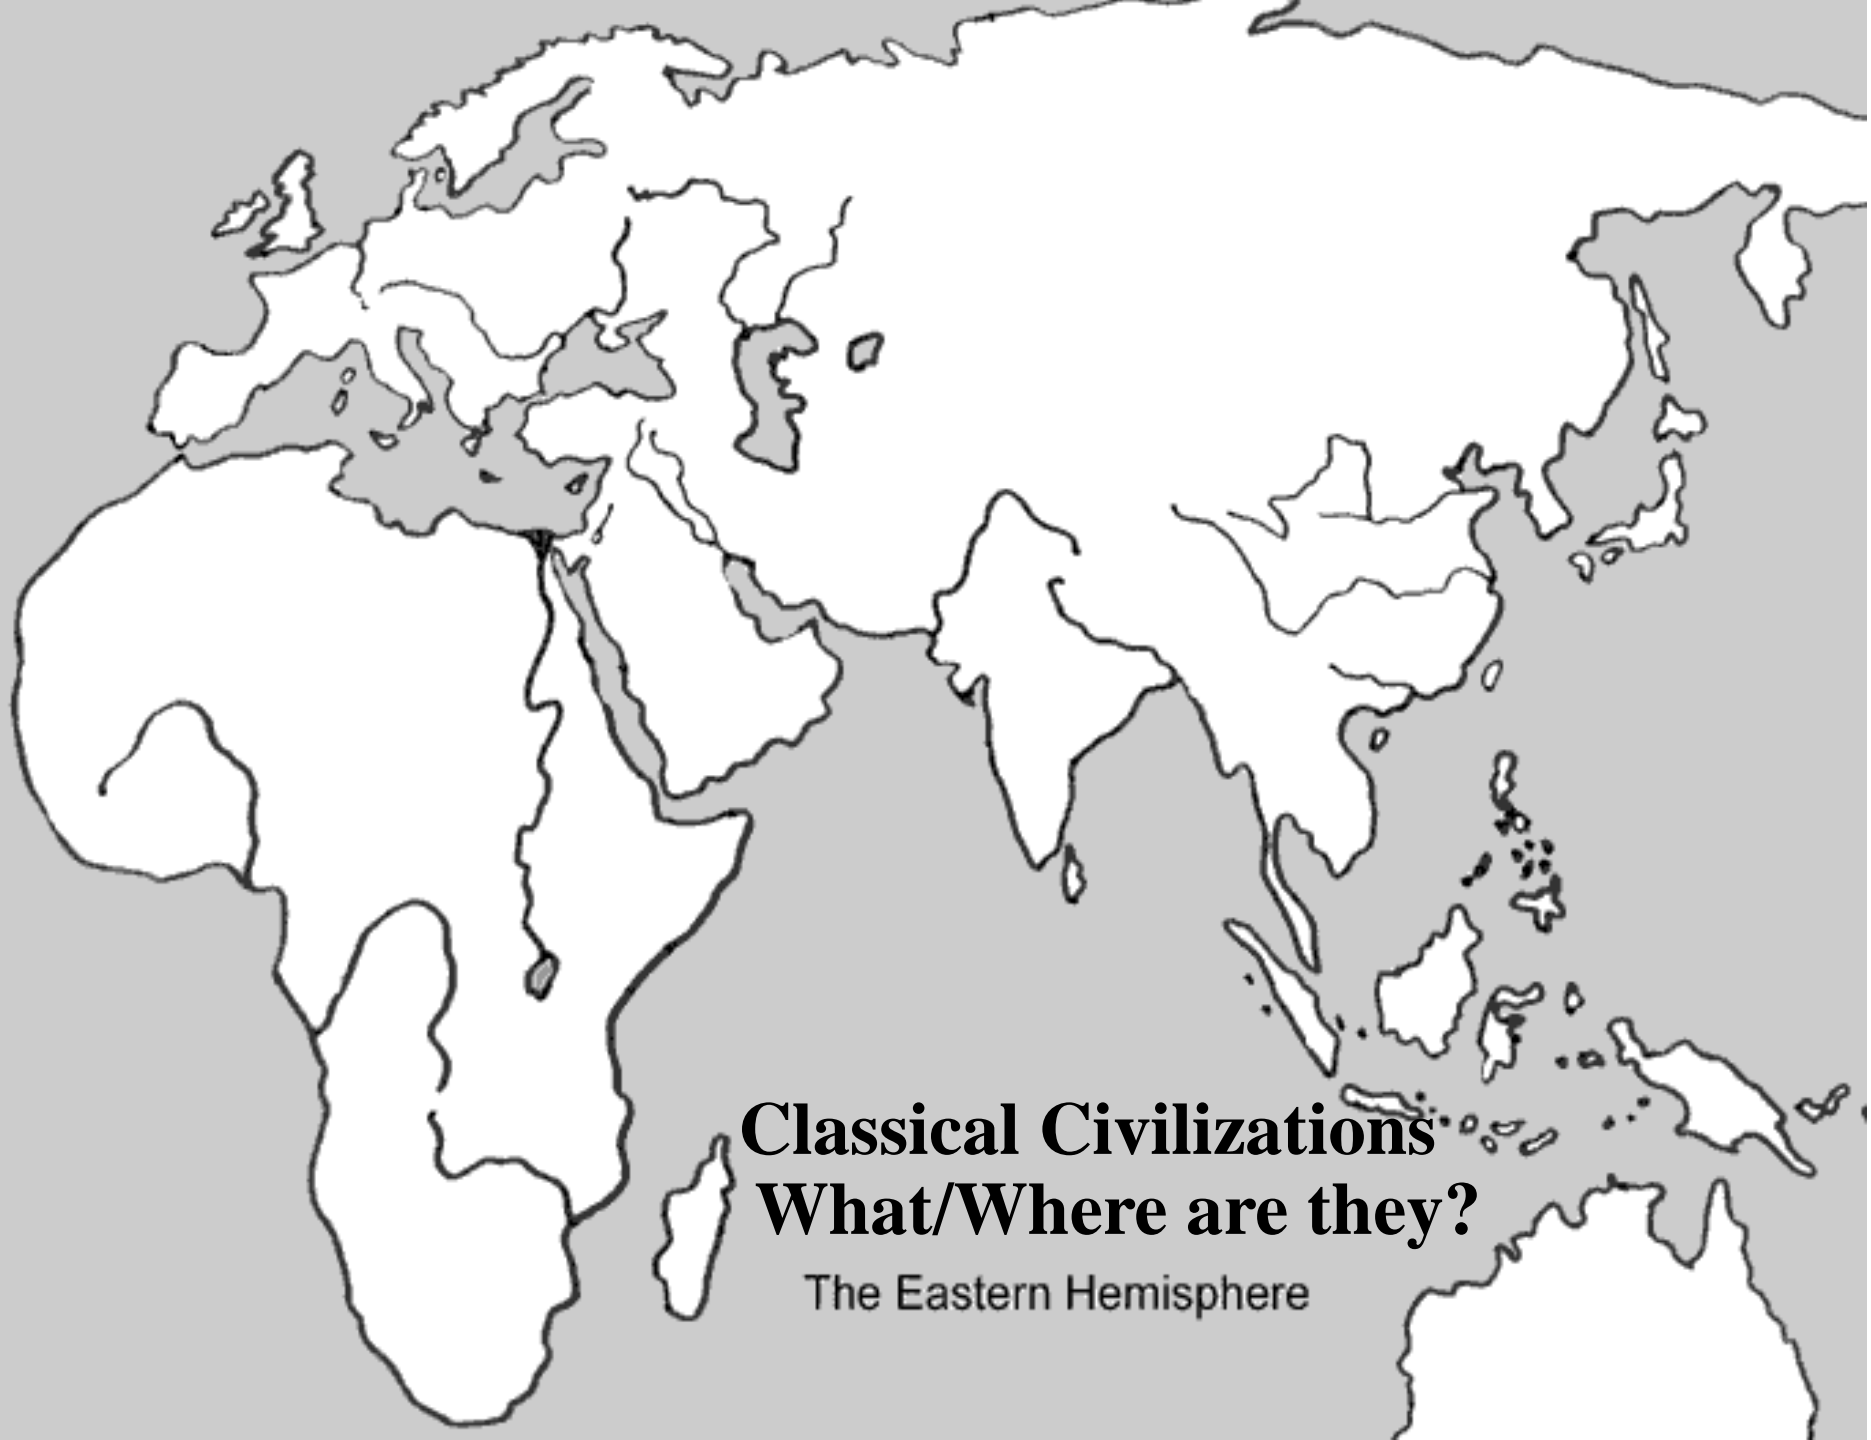 Classical Civilizations
What/Where are they?
The Eastern Hemisphere